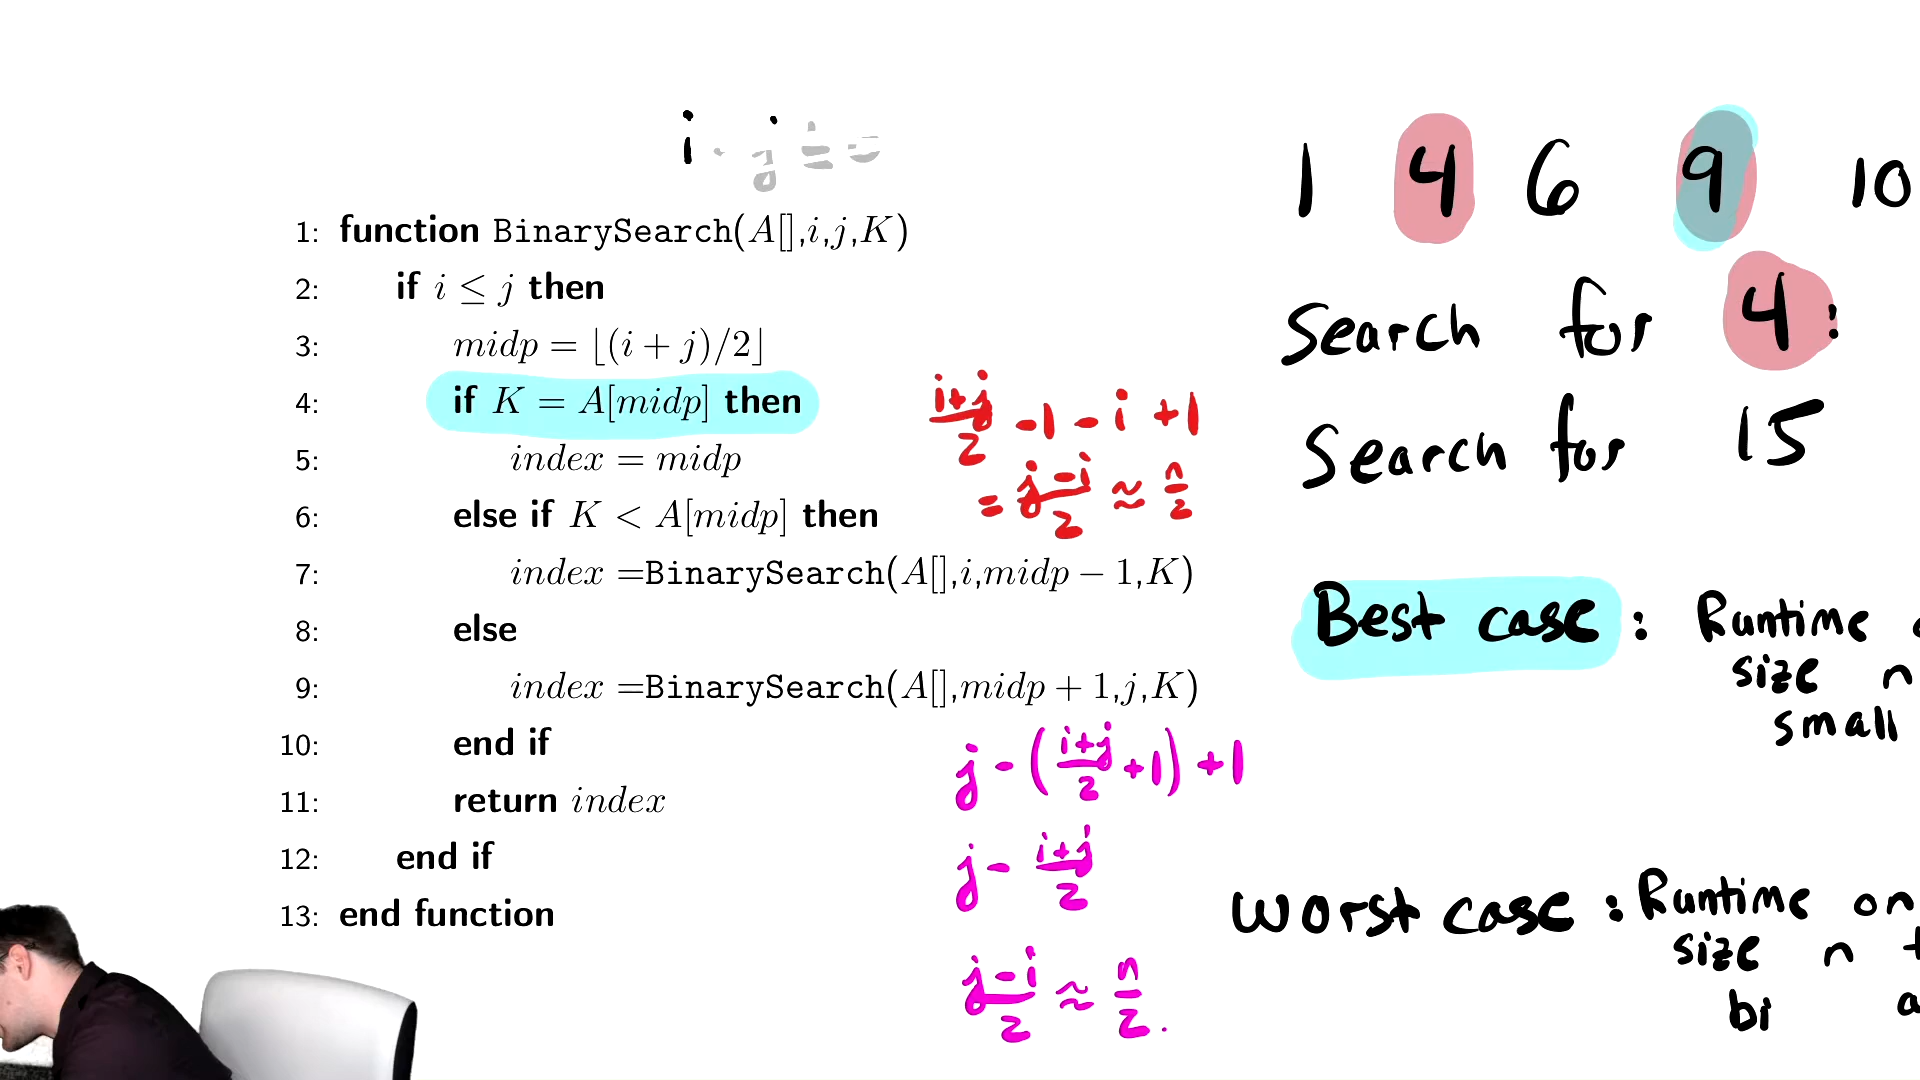 1: function BinarySearch(A[],i,j,K)
2: if i ≤ j then
3: midp = ⌊(i + j)/2⌋
4: if K = A[midp] then
5: index = midp
6: else if K < A[midp] then
7: index =BinarySearch(A[],i,midp − 1,K)
8: else
9: index =BinarySearch(A[],midp + 1,j,K)
10: end if
11: return index
12: end if
13: end function
i+j/2 -1 - i +1
= j-i/2 ≈ n/2
j - (i+j/2 +1) +1
j - i+j/2
j-i/2 ≈ n/2.
1 4 6 9 10
Search for 4:
Search for 15
Best case: Runtime
size n
small
worst case: Runtime on
size n